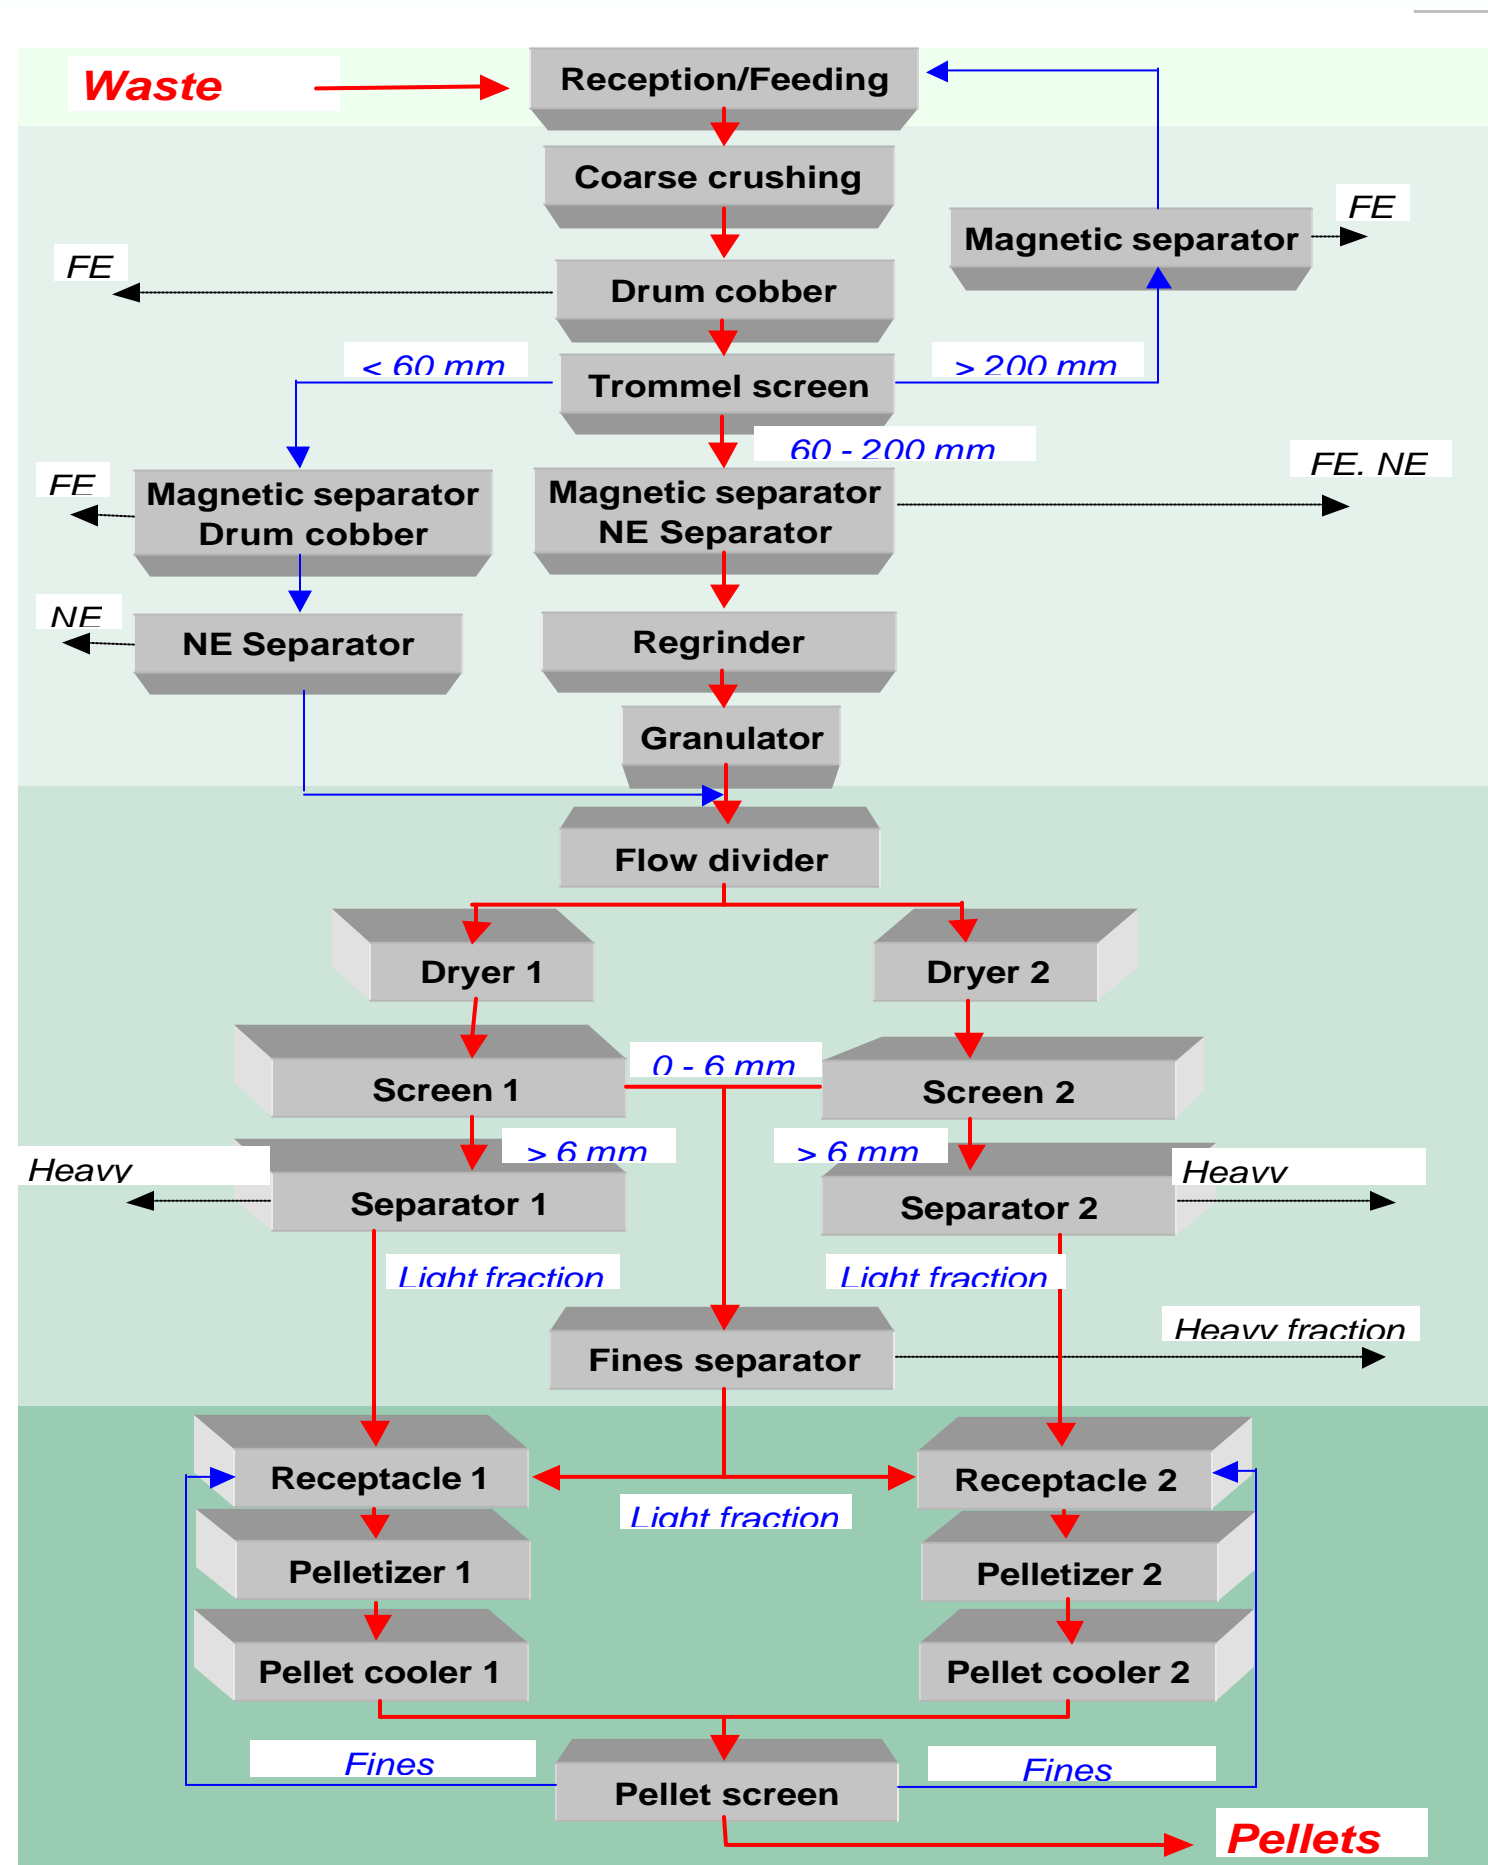 Waste
Reception/Feeding
Coarse crushing
FE
Magnetic separator
FE
Drum cobber
< 60 mm
> 200 mm
Trommel screen
60 - 200 mm
FE. NE
FE
Magnetic separator
Drum cobber
Magnetic separator
NE Separator
NE
NE Separator
Regrinder
Granulator
Flow divider
Dryer 1
Dryer 2
0 - 6 mm
Screen 1
Screen 2
> 6 mm
> 6 mm
Heavy
Heavy
Separator 1
Separator 2
Light fraction
Light fraction
Heavy fraction
Fines separator
Receptacle 1
Receptacle 2
Light fraction
Pelletizer 1
Pelletizer 2
Pellet cooler 1
Pellet cooler 2
Fines
Fines
Pellet screen
Pellets